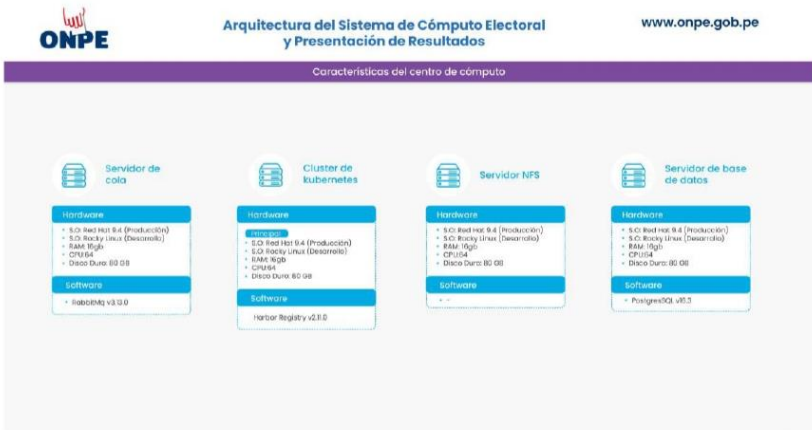 ONPE
Arquitectura del Sistema de Cómputo Electoral
y Presentación de Resultados
www.onpe.gob.pe
Características del centro de cómputo
Servidor de
cola
Hardware
• S.O: Red Hat 9.4 (Producción)
• S.O: Rocky Linux (Desarrollo)
• RAM: 16gb
• CPU:64
• Disco Duro: 80 GB
Software
• RabbitMq v3.13.0
Cluster de
kubernetes
Hardware
Principal
• S.O: Red Hat 9.4 (Producción)
• S.O: Rocky Linux (Desarrollo)
• RAM: 16gb
• CPU:64
• Disco Duro: 80 GB
Software
Harbor Registry v2.11.0
Servidor NFS
Hardware
• S.O: Red Hat 9.4 (Producción)
• S.O: Rocky Linux (Desarrollo)
• RAM: 16gb
• CPU:64
• Disco Duro: 80 GB
Software
• -
Servidor de base
de datos
Hardware
• S.O: Red Hat 9.4 (Producción)
• S.O: Rocky Linux (Desarrollo)
• RAM: 16gb
• CPU:64
• Disco Duro: 80 GB
Software
• PostgresSQL v16.3